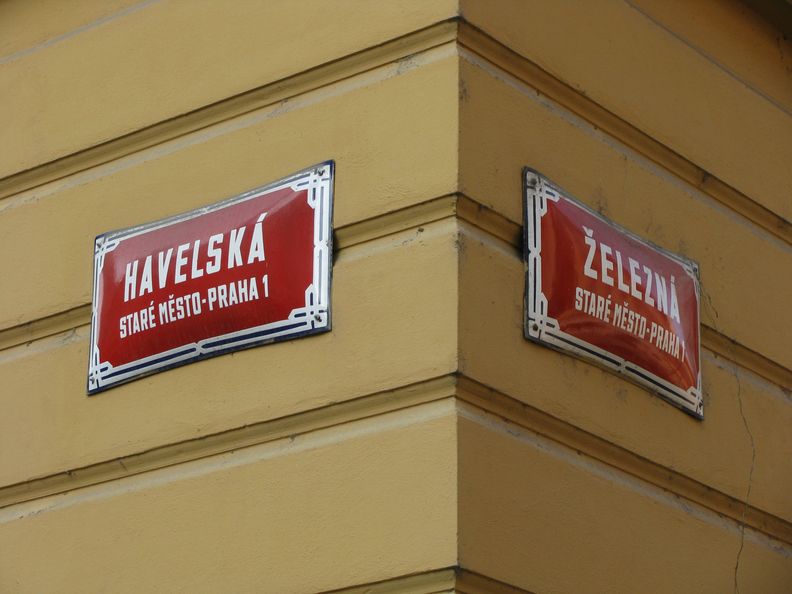 HAVELSKÁ
STARÉ MĚSTO-PRAHA 1
ŽELEZNÁ
STARÉ MĚSTO-PRAHA 1